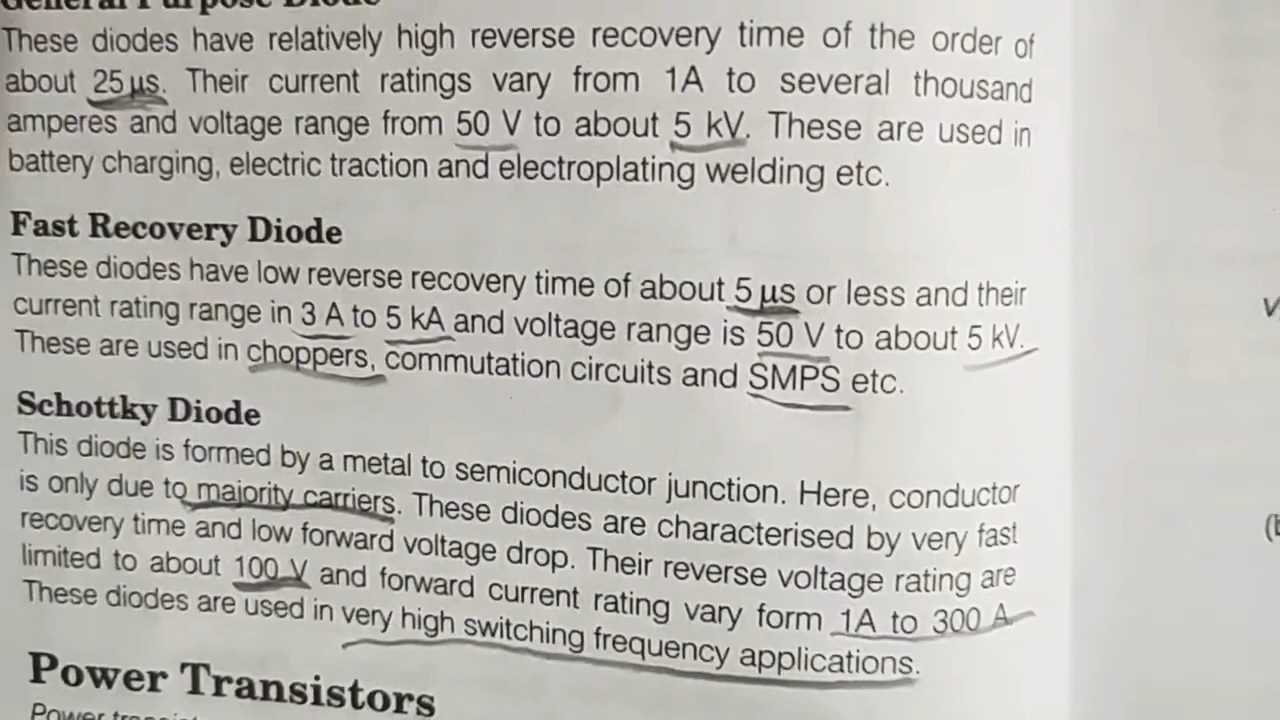 General Purpose Diode
These diodes have relatively high reverse recovery time of the order of
about 25 µs. Their current ratings vary from 1A to several thousand
amperes and voltage range from 50 V to about 5 kV. These are used in
battery charging, electric traction and electroplating welding etc.
Fast Recovery Diode
These diodes have low reverse recovery time of about 5 µs or less and their
current rating range in 3 A to 5 kA and voltage range is 50 V to about 5 kV.
These are used in choppers, commutation circuits and SMPS etc.
Schottky Diode
This diode is formed by a metal to semiconductor junction. Here, conductor
is only due to majority carriers. These diodes are characterised by very fast
recovery time and low forward voltage drop. Their reverse voltage rating are
limited to about 100 V and forward current rating vary form 1A to 300 A.
These diodes are used in very high switching frequency applications.
Power Transistors
Power